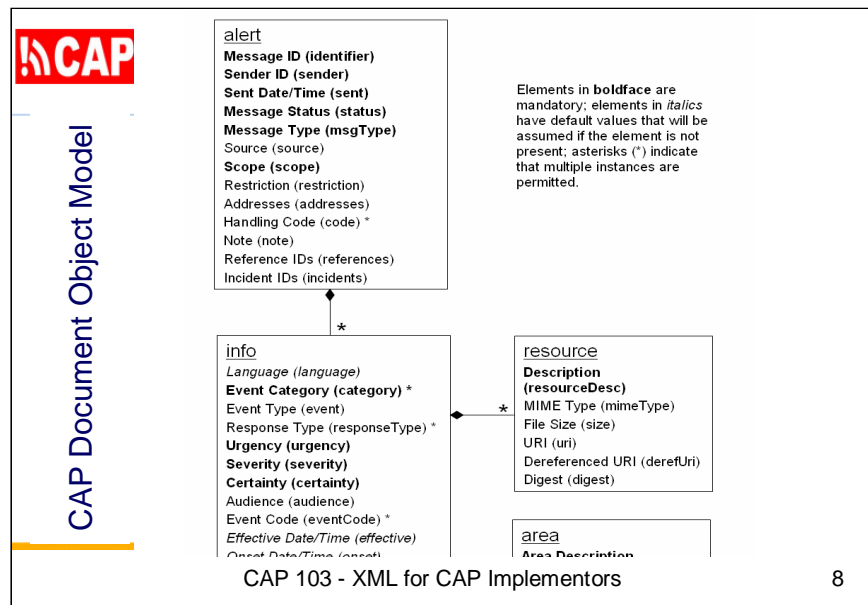 CAP
CAP Document Object Model
alert
Message ID (identifier)
Sender ID (sender)
Sent Date/Time (sent)
Message Status (status)
Message Type (msgType)
Source (source)
Scope (scope)
Restriction (restriction)
Addresses (addresses)
Handling Code (code) *
Note (note)
Reference IDs (references)
Incident IDs (incidents)
Elements in boldface are
mandatory; elements in italics
have default values that will be
assumed if the element is not
present; asterisks (*) indicate
that multiple instances are
permitted.
*
info
Language (language)
Event Category (category) *
Event Type (event)
Response Type (responseType) *
Urgency (urgency)
Severity (severity)
Certainty (certainty)
Audience (audience)
Event Code (eventCode) *
Effective Date/Time (effective)
Onset Date/Time (onset)
*
resource
Description
(resourceDesc)
MIME Type (mimeType)
File Size (size)
URI (uri)
Dereferenced URI (derefUri)
Digest (digest)
area
Area Description
CAP 103 - XML for CAP Implementors
8